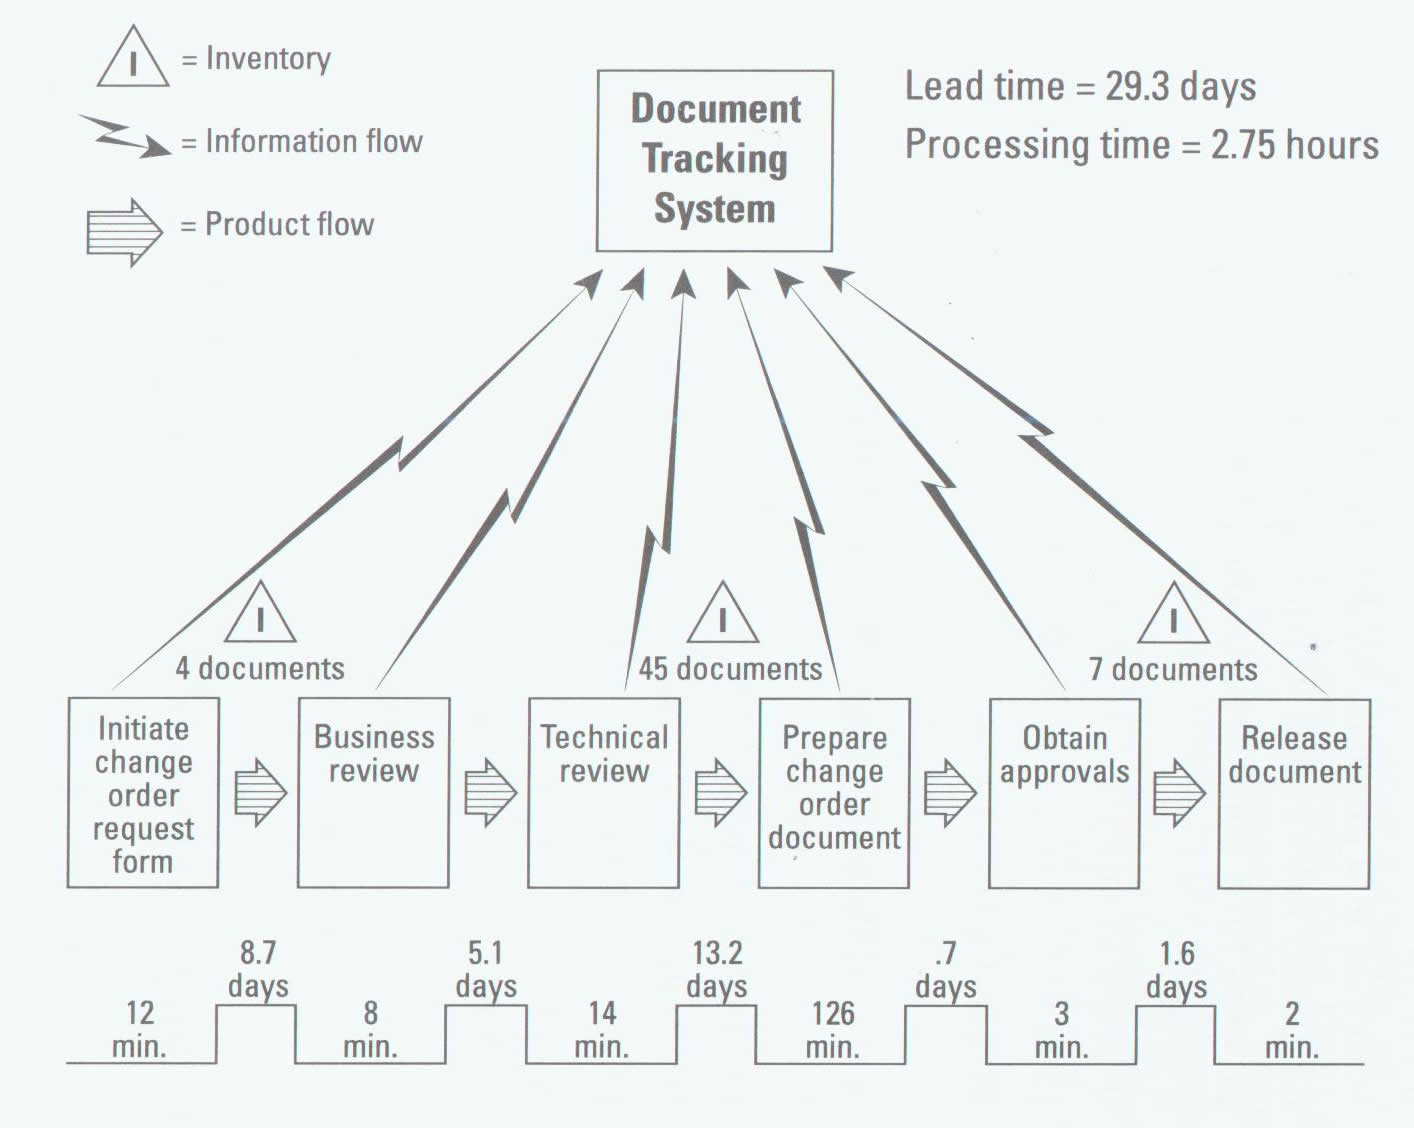 I = Inventory
= Information flow
= Product flow
Document
Tracking
System
Lead time = 29.3 days
Processing time = 2.75 hours
I
4 documents
I
45 documents
I
7 documents
Initiate
change
order
request
form
Business
review
Technical
review
Prepare
change
order
document
Obtain
approvals
Release
document
12
min.
8.7
days
8
min.
5.1
days
14
min.
13.2
days
126
min.
.7
days
3
min.
1.6
days
2
min.